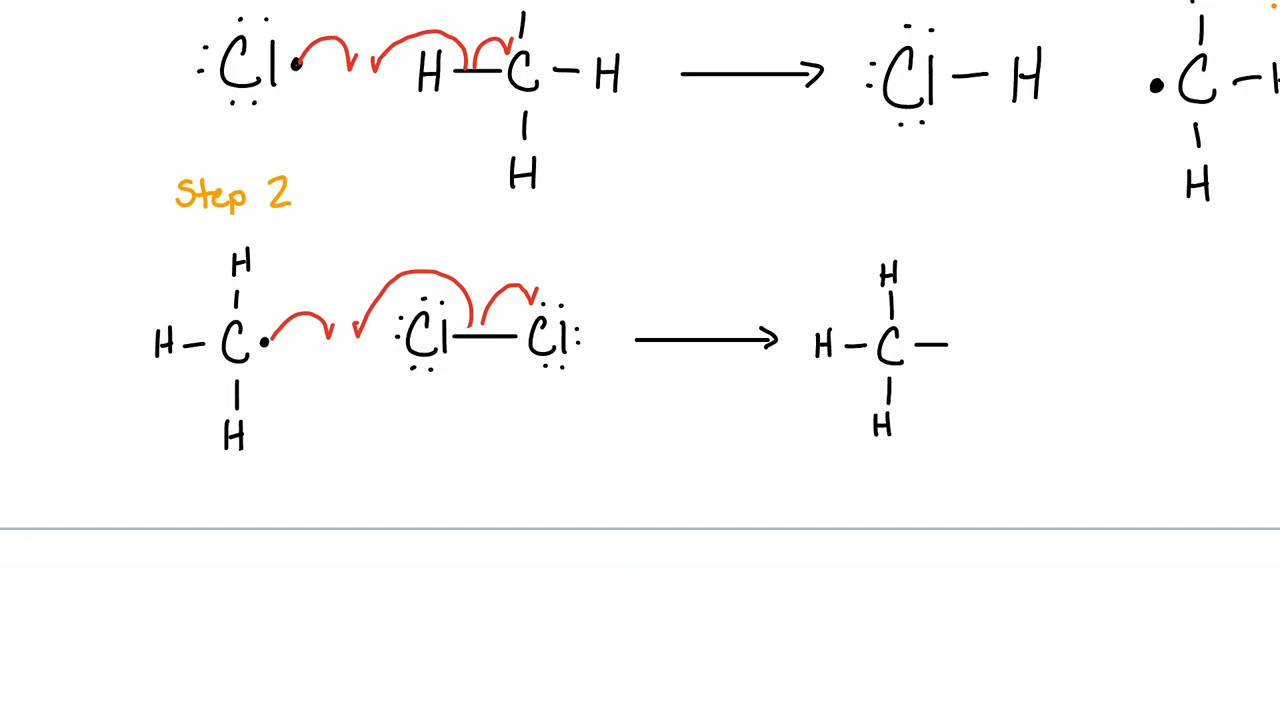 :Cl• H—C—H → :Cl—H •C—H
H H
Step 2
H H
H—C• :Cl—Cl: → H—C—
H H